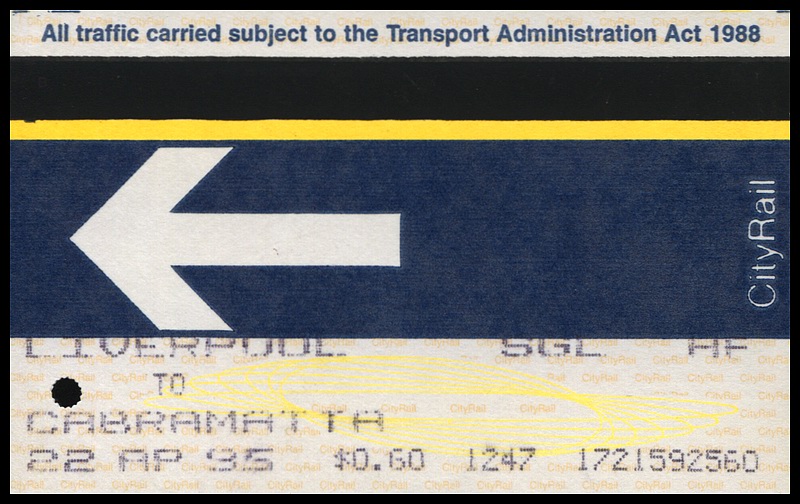 All traffic carried subject to the Transport Administration Act 1988
CityRail
LIVERPOOL SGL HF
TO
CABRAMATTA
22 AP 95 $0.60 1247 1721592560